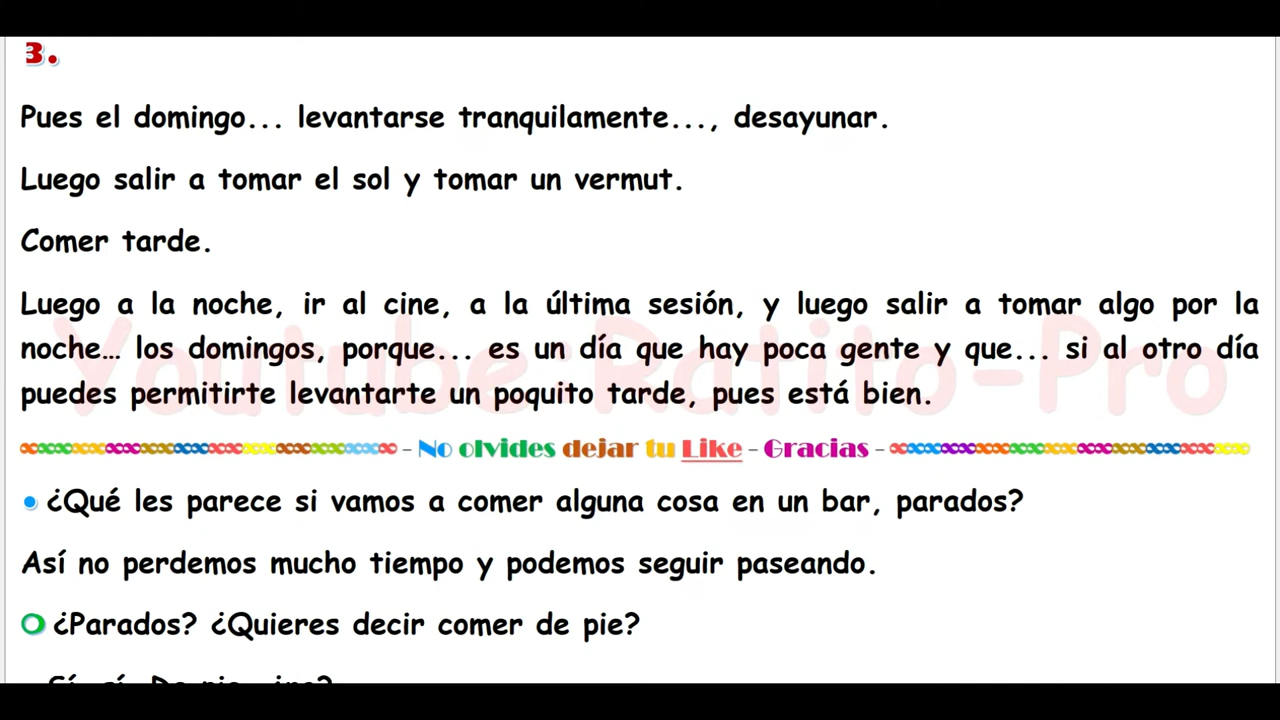 3.
Pues el domingo... levantarse tranquilamente..., desayunar.
Luego salir a tomar el sol y tomar un vermut.
Comer tarde.
Luego a la noche, ir al cine, a la última sesión, y luego salir a tomar algo por la
noche… los domingos, porque... es un día que hay poca gente y que... si al otro día
puedes permitirte levantarte un poquito tarde, pues está bien.
Youtube: Ratito-Pro
- No olvides dejar tu Like - Gracias -
• ¿Qué les parece si vamos a comer alguna cosa en un bar, parados?
Así no perdemos mucho tiempo y podemos seguir paseando.
o ¿Parados? ¿Quieres decir comer de pie?